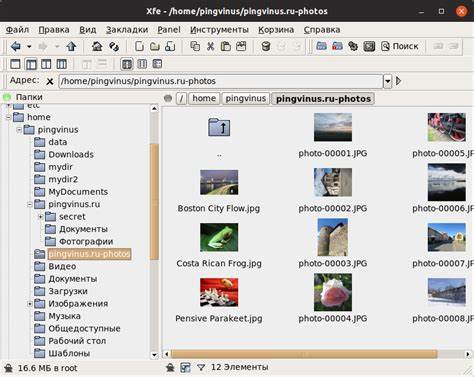 Xfe - /home/pingvinus/pingvinus.ru-photos
Файл Правка Вид Закладки Panel Инструменты Корзина Справка
Поиск
Адрес: /home/pingvinus/pingvinus.ru-photos
Папки
/ home pingvinus pingvinus.ru-photos
etc
home
pingvinus
data
Downloads
mydir
mydir2
MyDocuments
pingvinus.ru
secret
Документы
Фотографии
pingvinus.ru-photos
Видео
Документы
Загрузки
Изображения
Музыка
Общедоступные
Рабочий стол
Шаблоны
..
photo-00001.JPG
photo-00005.JP
Boston City Flow.jpg
photo-00002.JPG
photo-00006.JP
Costa Rican Frog.jpg
photo-00003.JPG
photo-00007.JP
Pensive Parakeet.jpg
photo-00004.JPG
photo-00008.JP
16.6 МБ в root
12 Элементы